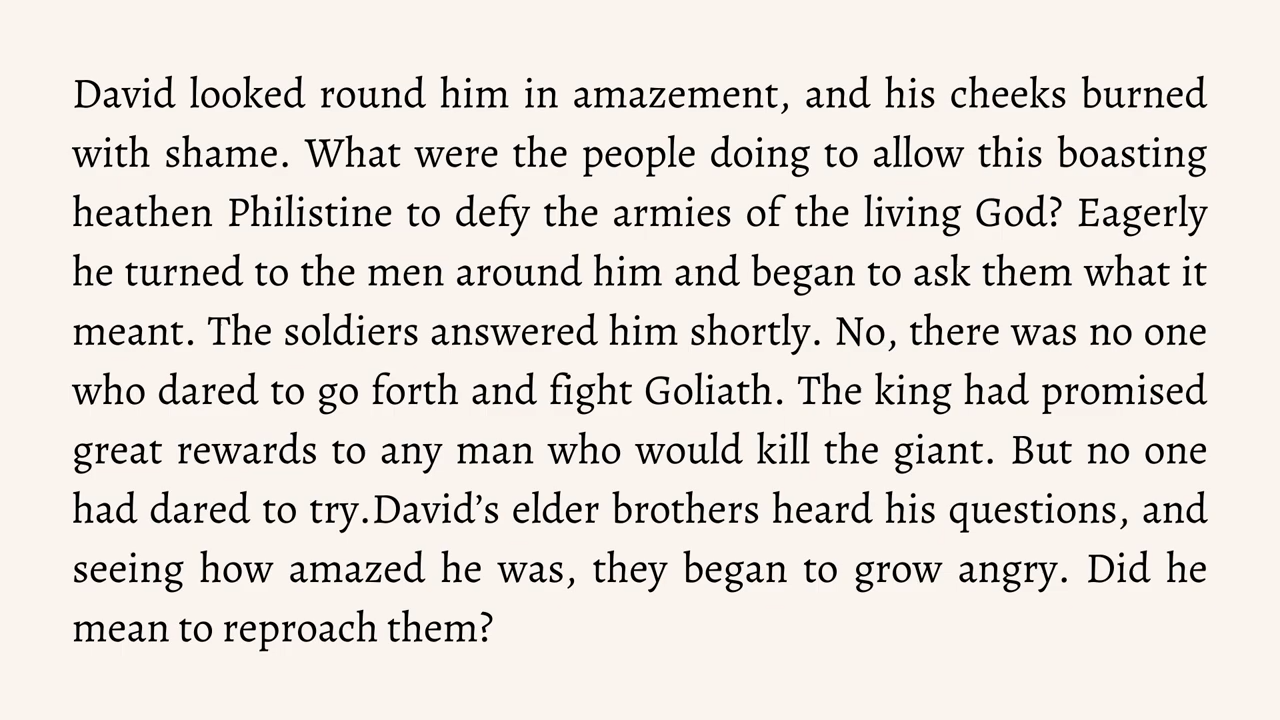 David looked round him in amazement, and his cheeks burned
with shame. What were the people doing to allow this boasting
heathen Philistine to defy the armies of the living God? Eagerly
he turned to the men around him and began to ask them what it
meant. The soldiers answered him shortly. No, there was no one
who dared to go forth and fight Goliath. The king had promised
great rewards to any man who would kill the giant. But no one
had dared to try.David’s elder brothers heard his questions, and
seeing how amazed he was, they began to grow angry. Did he
mean to reproach them?